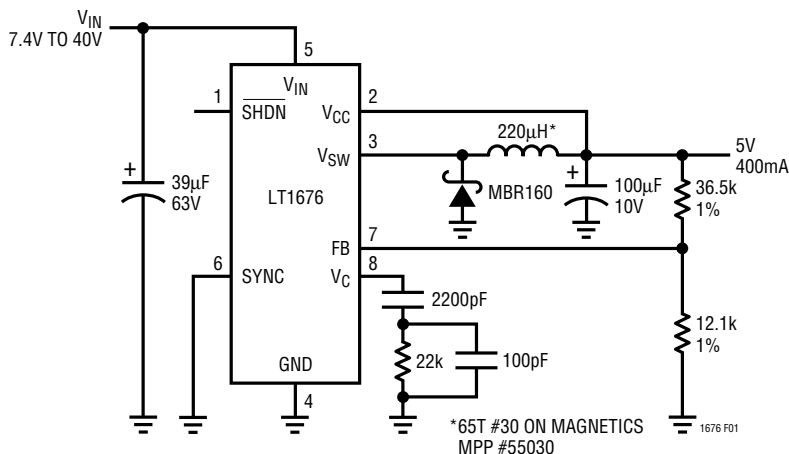 VIN
7.4V TO 40V
5
VIN
1
SHDN
VCC
2
VSW
3
220µH*
5V
400mA
+
39µF
63V
LT1676
MBR160
+
100µF
10V
36.5k
1%
FB
7
6
SYNC
VC
8
2200pF
22k
100pF
12.1k
1%
GND
4
*65T #30 ON MAGNETICS
MPP #55030
1676 F01